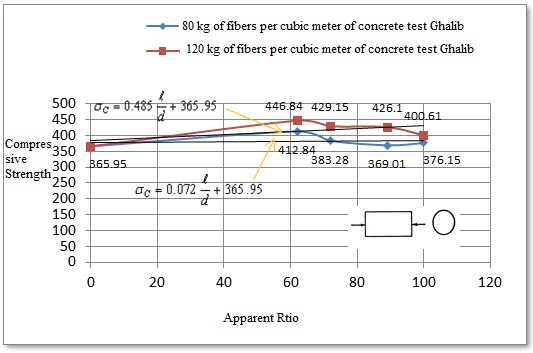 80 kg of fibers per cubic meter of concrete test Ghalib
120 kg of fibers per cubic meter of concrete test Ghalib
σc = 0.485 ℓ/d + 365.95
446.84 429.15 426.1 400.61
365.95 412.84 383.28 369.01 376.15
σc = 0.072 ℓ/d + 365.95
Compres
sive
Strength
500
450
400
350
300
250
200
150
100
50
0
0 20 40 60 80 100 120
Apparent Rtio